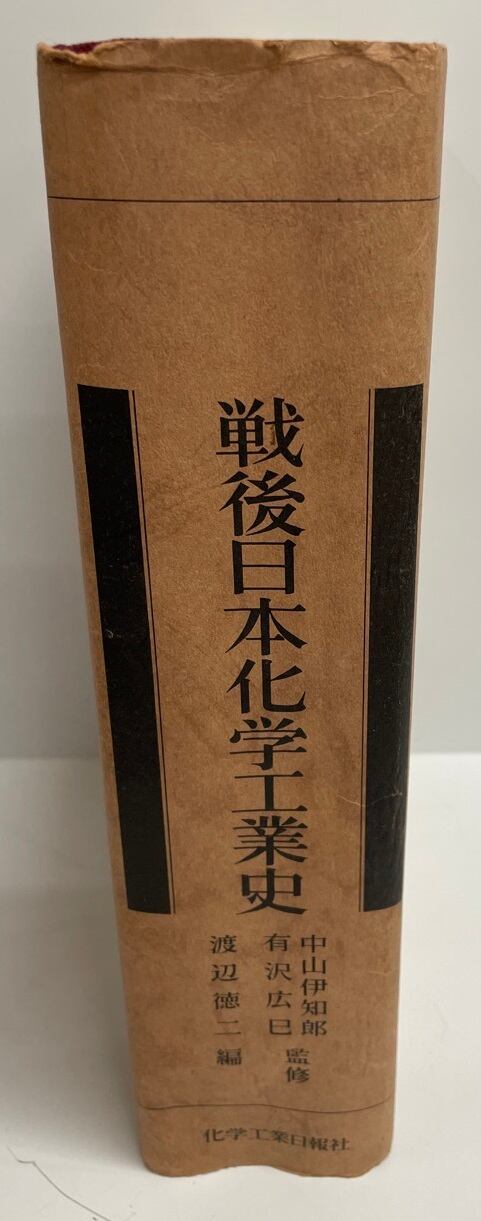 戦後日本化学工業史
中山伊知郎
有沢広巳
監修
渡辺徳二 編
化学工業日報社